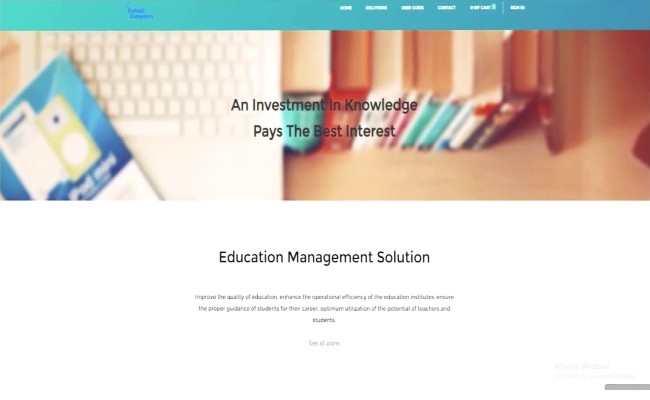 HOME SOLUTIONS USER GUIDE CONTACT MY CART SIGN IN
Computers
An Investment In Knowledge
Pays The Best Interest
iPad mini
Education Management Solution
Improve the quality of education, enhance the operational efficiency of the education institutes, ensure
the proper guidance of students for their career, optimum utilization of the potential of teachers and
students.
See all plans
Activate Windows